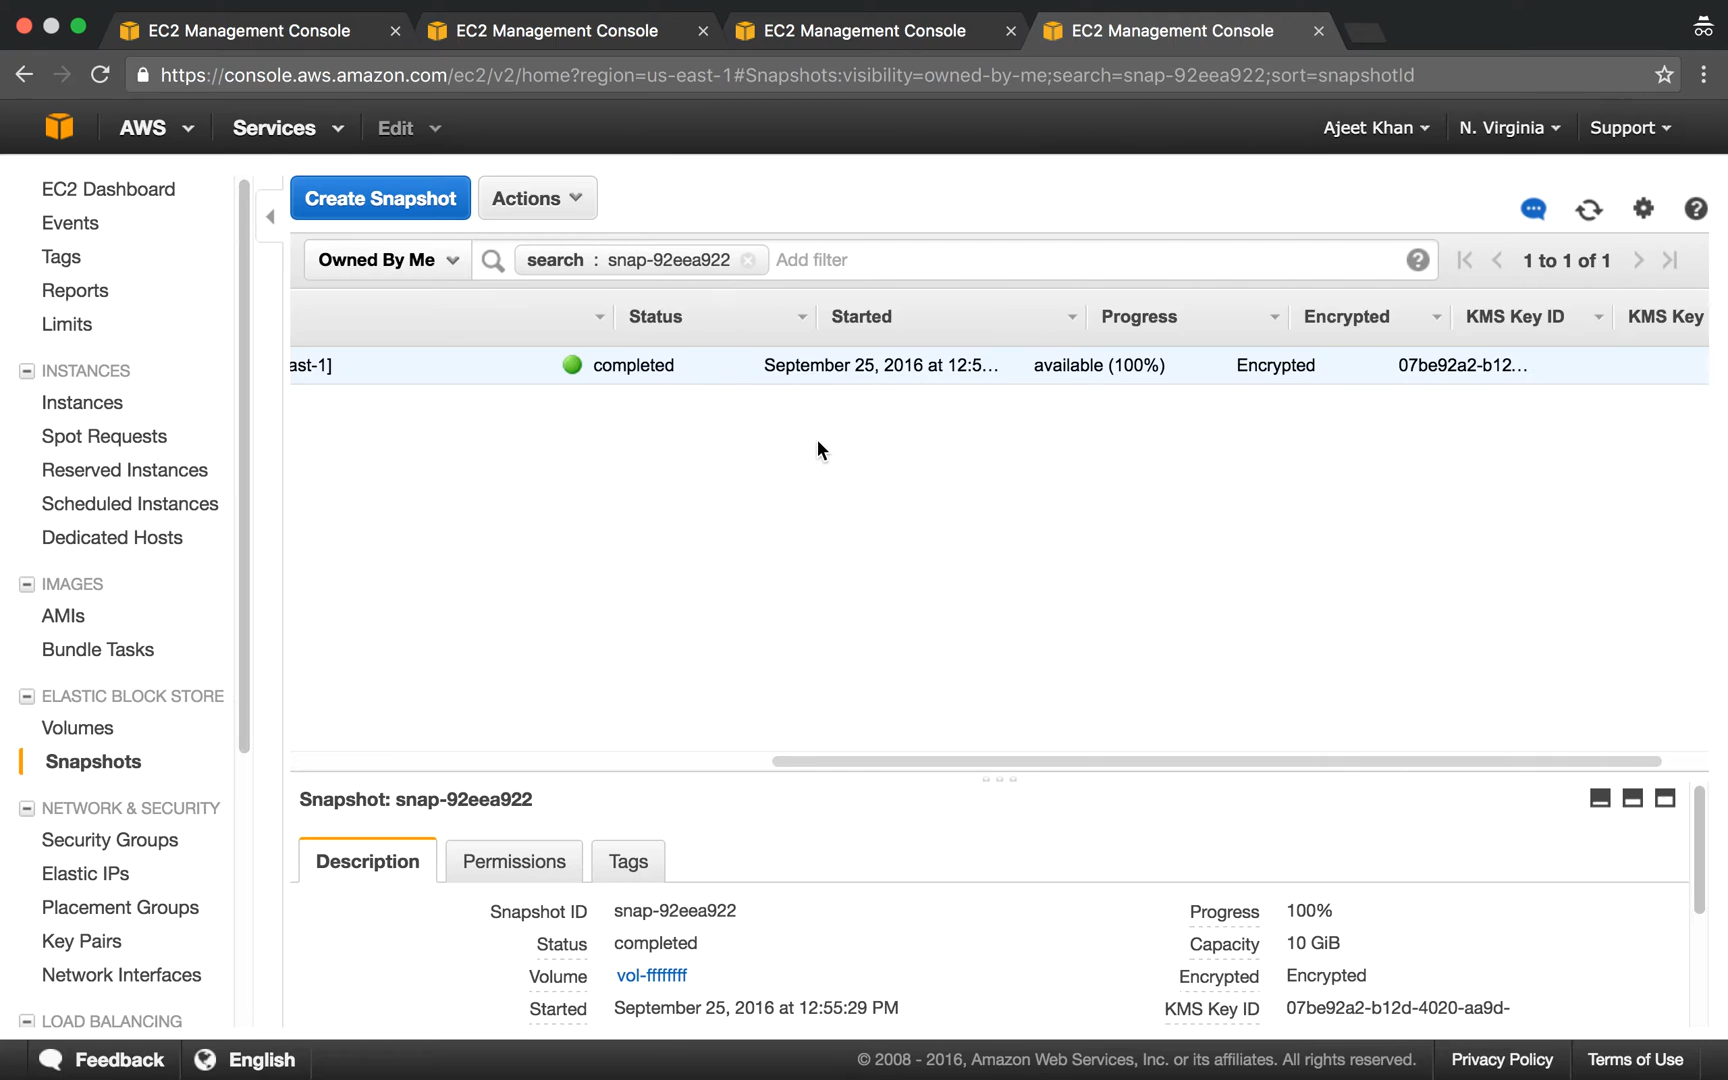 EC2 Management Console
EC2 Management Console
EC2 Management Console
EC2 Management Console
https://console.aws.amazon.com/ec2/v2/home?region=us-east-1#Snapshots:visibility=owned-by-me;search=snap-92eea922;sort=snapshotId
AWS Services Edit Ajeet Khan N. Virginia Support
EC2 Dashboard
Events
Tags
Reports
Limits
INSTANCES
Instances
Spot Requests
Reserved Instances
Scheduled Instances
Dedicated Hosts
IMAGES
AMIs
Bundle Tasks
ELASTIC BLOCK STORE
Volumes
Snapshots
NETWORK & SECURITY
Security Groups
Elastic IPs
Placement Groups
Key Pairs
Network Interfaces
LOAD BALANCING
Create Snapshot Actions
Owned By Me search : snap-92eea922 Add filter 1 to 1 of 1
Status Started Progress Encrypted KMS Key ID KMS Key
ast-1] completed September 25, 2016 at 12:5... available (100%) Encrypted 07be92a2-b12...
Snapshot: snap-92eea922
Description Permissions Tags
Snapshot ID snap-92eea922 Progress 100%
Status completed Capacity 10 GiB
Volume vol-ffffffff Encrypted Encrypted
Started September 25, 2016 at 12:55:29 PM KMS Key ID 07be92a2-b12d-4020-aa9d-
Feedback English © 2008 - 2016, Amazon Web Services, Inc. or its affiliates. All rights reserved. Privacy Policy Terms of Use